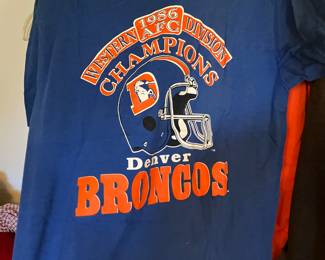 1986
WESTERN AFC DIVISION
CHAMPIONS
D
Denver
BRONCOS